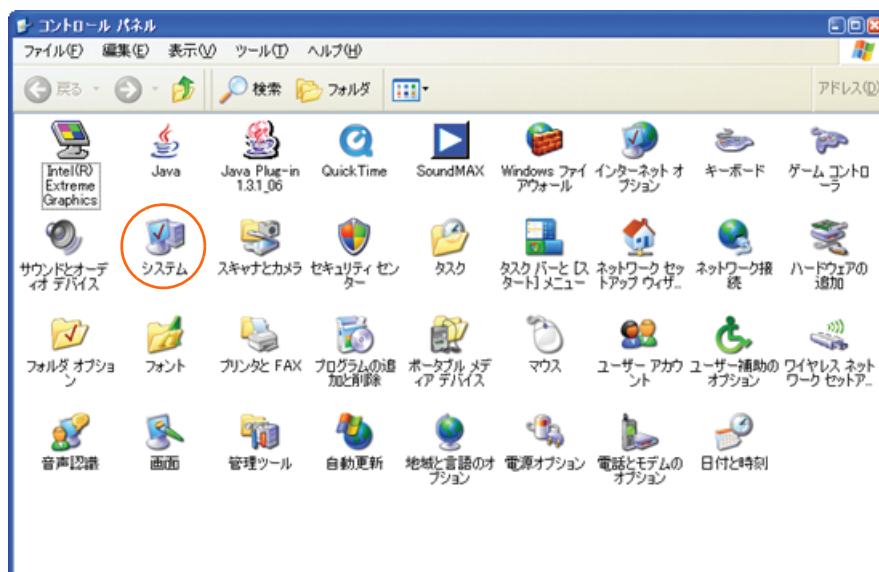 コントロール パネル
ファイル(F) 編集(E) 表示(V) ツール(T) ヘルプ(H)
戻る 検索 フォルダ アドレス(D)
Intel(R)
Extreme
Graphics
Java
Java Plug-in
1.3.1_06
QuickTime
SoundMAX
Windows ファイ
アウォール
インターネット オ
プション
キーボード
ゲーム コントロ
ーラ
サウンドとオーデ
ィオ デバイス
システム
スキャナとカメラ
セキュリティ セン
ター
タスク
タスク バーと [ス
タート] メニュー
ネットワーク セッ
トアップ ウィザ...
ネットワーク接
続
ハードウェアの
追加
フォルダ オプショ
ン
フォント
プリンタと FAX
プログラムの追
加と削除
ポータブル メデ
ィア デバイス
マウス
ユーザー アカウ
ント
ユーザー補助の
オプション
ワイヤレス ネット
ワーク セットア...
音声認識
画面
管理ツール
自動更新
地域と言語のオ
プション
電源オプション
電話とモデムの
オプション
日付と時刻